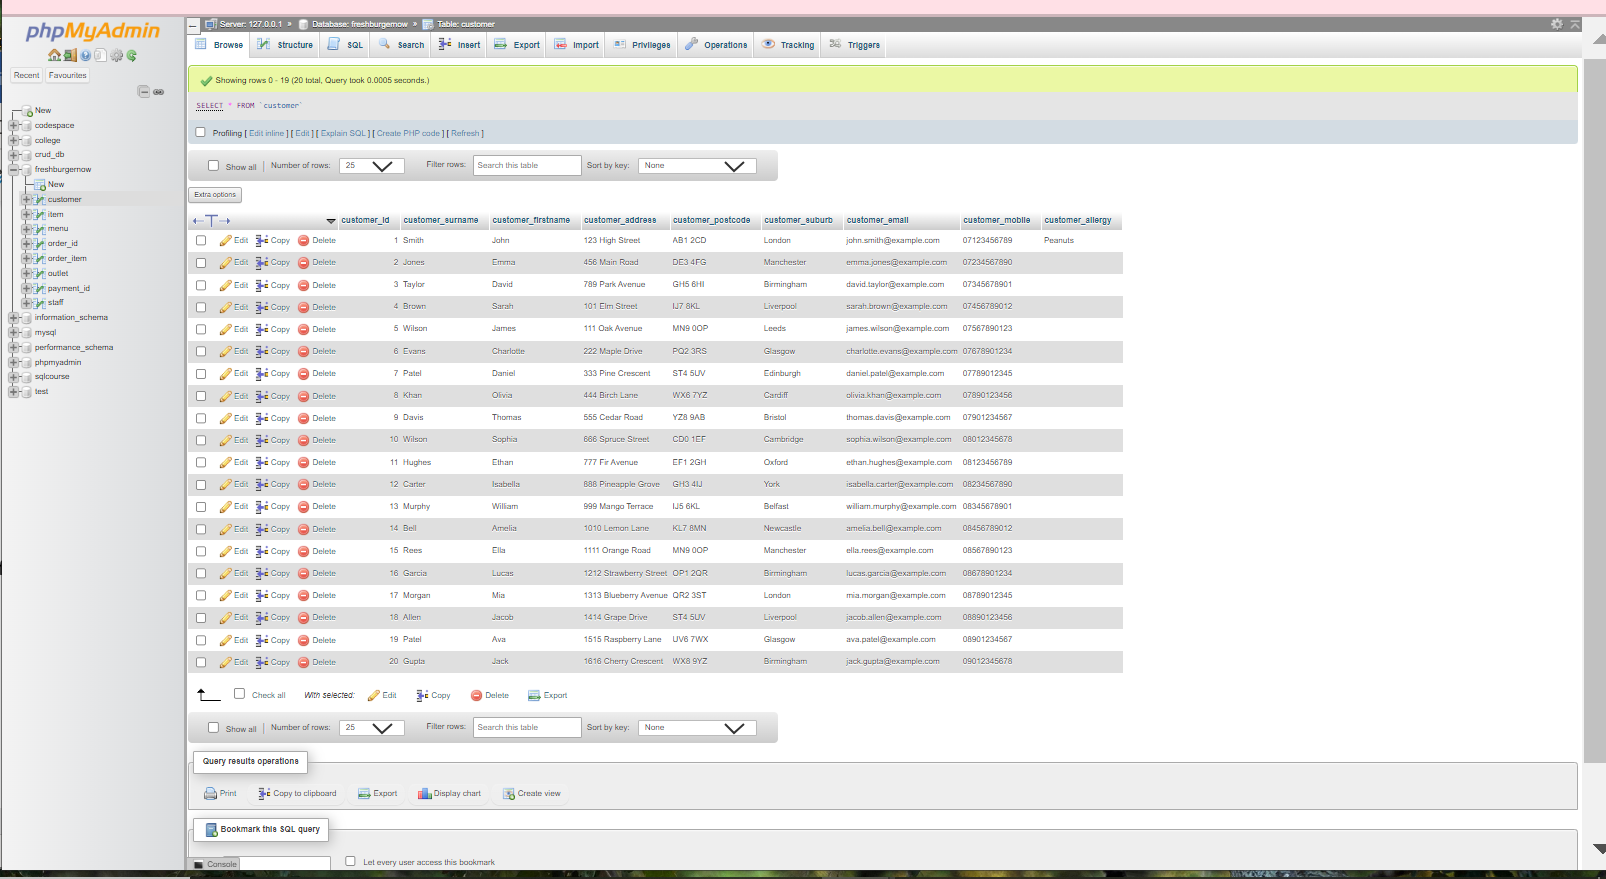 phpMyAdmin
Recent Favourites
New
codespace
college
crud_db
freshburgernow
New
customer
item
menu
order_id
order_item
outlet
payment_id
staff
information_schema
mysql
performance_schema
phpmyadmin
sqlcourse
test
Server: 127.0.0.1 » Database: freshburgernow » Table: customer
Browse Structure SQL Search Insert Export Import Privileges Operations Tracking Triggers
Showing rows 0 - 19 (20 total, Query took 0.0005 seconds.)
SELECT * FROM `customer`
Profiling [ Edit inline ] [ Edit ] [ Explain SQL ] [ Create PHP code ] [ Refresh ]
Show all | Number of rows: 25 Filter rows: Search this table Sort by key: None
Extra options
customer_id customer_surname customer_firstname customer_address customer_postcode customer_suburb customer_email customer_mobile customer_allergy
Edit Copy Delete 1 Smith John 123 High Street AB1 2CD London john.smith@example.com 07123456789 Peanuts
Edit Copy Delete 2 Jones Emma 456 Main Road DE3 4FG Manchester emma.jones@example.com 07234567890
Edit Copy Delete 3 Taylor David 789 Park Avenue GH5 6HI Birmingham david.taylor@example.com 07345678901
Edit Copy Delete 4 Brown Sarah 101 Elm Street IJ7 8KL Liverpool sarah.brown@example.com 07456789012
Edit Copy Delete 5 Wilson James 111 Oak Avenue MN9 0OP Leeds james.wilson@example.com 07567890123
Edit Copy Delete 6 Evans Charlotte 222 Maple Drive PQ2 3RS Glasgow charlotte.evans@example.com 07678901234
Edit Copy Delete 7 Patel Daniel 333 Pine Crescent ST4 5UV Edinburgh daniel.patel@example.com 07789012345
Edit Copy Delete 8 Khan Olivia 444 Birch Lane WX6 7YZ Cardiff olivia.khan@example.com 07890123456
Edit Copy Delete 9 Davis Thomas 555 Cedar Road YZ8 9AB Bristol thomas.davis@example.com 07901234567
Edit Copy Delete 10 Wilson Sophia 666 Spruce Street CD0 1EF Cambridge sophia.wilson@example.com 08012345678
Edit Copy Delete 11 Hughes Ethan 777 Fir Avenue EF1 2GH Oxford ethan.hughes@example.com 08123456789
Edit Copy Delete 12 Carter Isabella 888 Pineapple Grove GH3 4IJ York isabella.carter@example.com 08234567890
Edit Copy Delete 13 Murphy William 999 Mango Terrace IJ5 6KL Belfast william.murphy@example.com 08345678901
Edit Copy Delete 14 Bell Amelia 1010 Lemon Lane KL7 8MN Newcastle amelia.bell@example.com 08456789012
Edit Copy Delete 15 Rees Ella 1111 Orange Road MN9 0OP Manchester ella.rees@example.com 08567890123
Edit Copy Delete 16 Garcia Lucas 1212 Strawberry Street OP1 2QR Birmingham lucas.garcia@example.com 08678901234
Edit Copy Delete 17 Morgan Mia 1313 Blueberry Avenue QR2 3ST London mia.morgan@example.com 08789012345
Edit Copy Delete 18 Allen Jacob 1414 Grape Drive ST4 5UV Liverpool jacob.allen@example.com 08890123456
Edit Copy Delete 19 Patel Ava 1515 Raspberry Lane UV6 7WX Glasgow ava.patel@example.com 08901234567
Edit Copy Delete 20 Gupta Jack 1616 Cherry Crescent WX8 9YZ Birmingham jack.gupta@example.com 09012345678
Check all With selected: Edit Copy Delete Export
Show all | Number of rows: 25 Filter rows: Search this table Sort by key: None
Query results operations
Print Copy to clipboard Export Display chart Create view
Bookmark this SQL query
Console Let every user access this bookmark